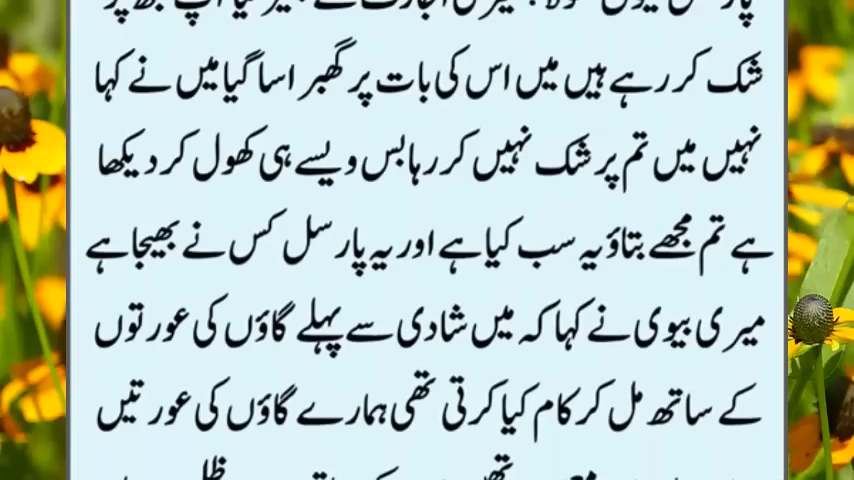 شک کر رہے ہیں میں اس کی بات پر گھبرا سا گیا میں نے کہا
نہیں میں تم پر شک نہیں کر رہا بس ویسے ہی کھول کر دیکھا
ہے تم مجھے بتاؤ یہ سب کیا ہے اور یہ پارسل کس نے بھیجا ہے
میری بیوی نے کہا کہ میں شادی سے پہلے گاؤں کی عورتوں
کے ساتھ مل کر کام کیا کرتی تھی ہمارے گاؤں کی عورتیں